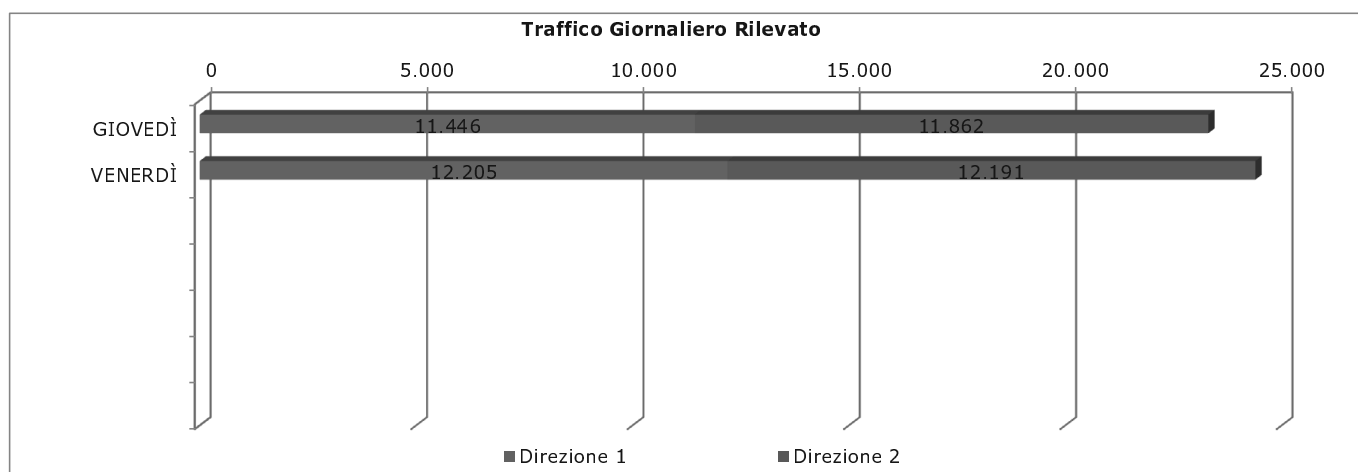 Traffico Giornaliero Rilevato
0 5.000 10.000 15.000 20.000 25.000
GIOVEDÌ 11.446 11.862
VENERDÌ 12.205 12.191
Direzione 1 Direzione 2